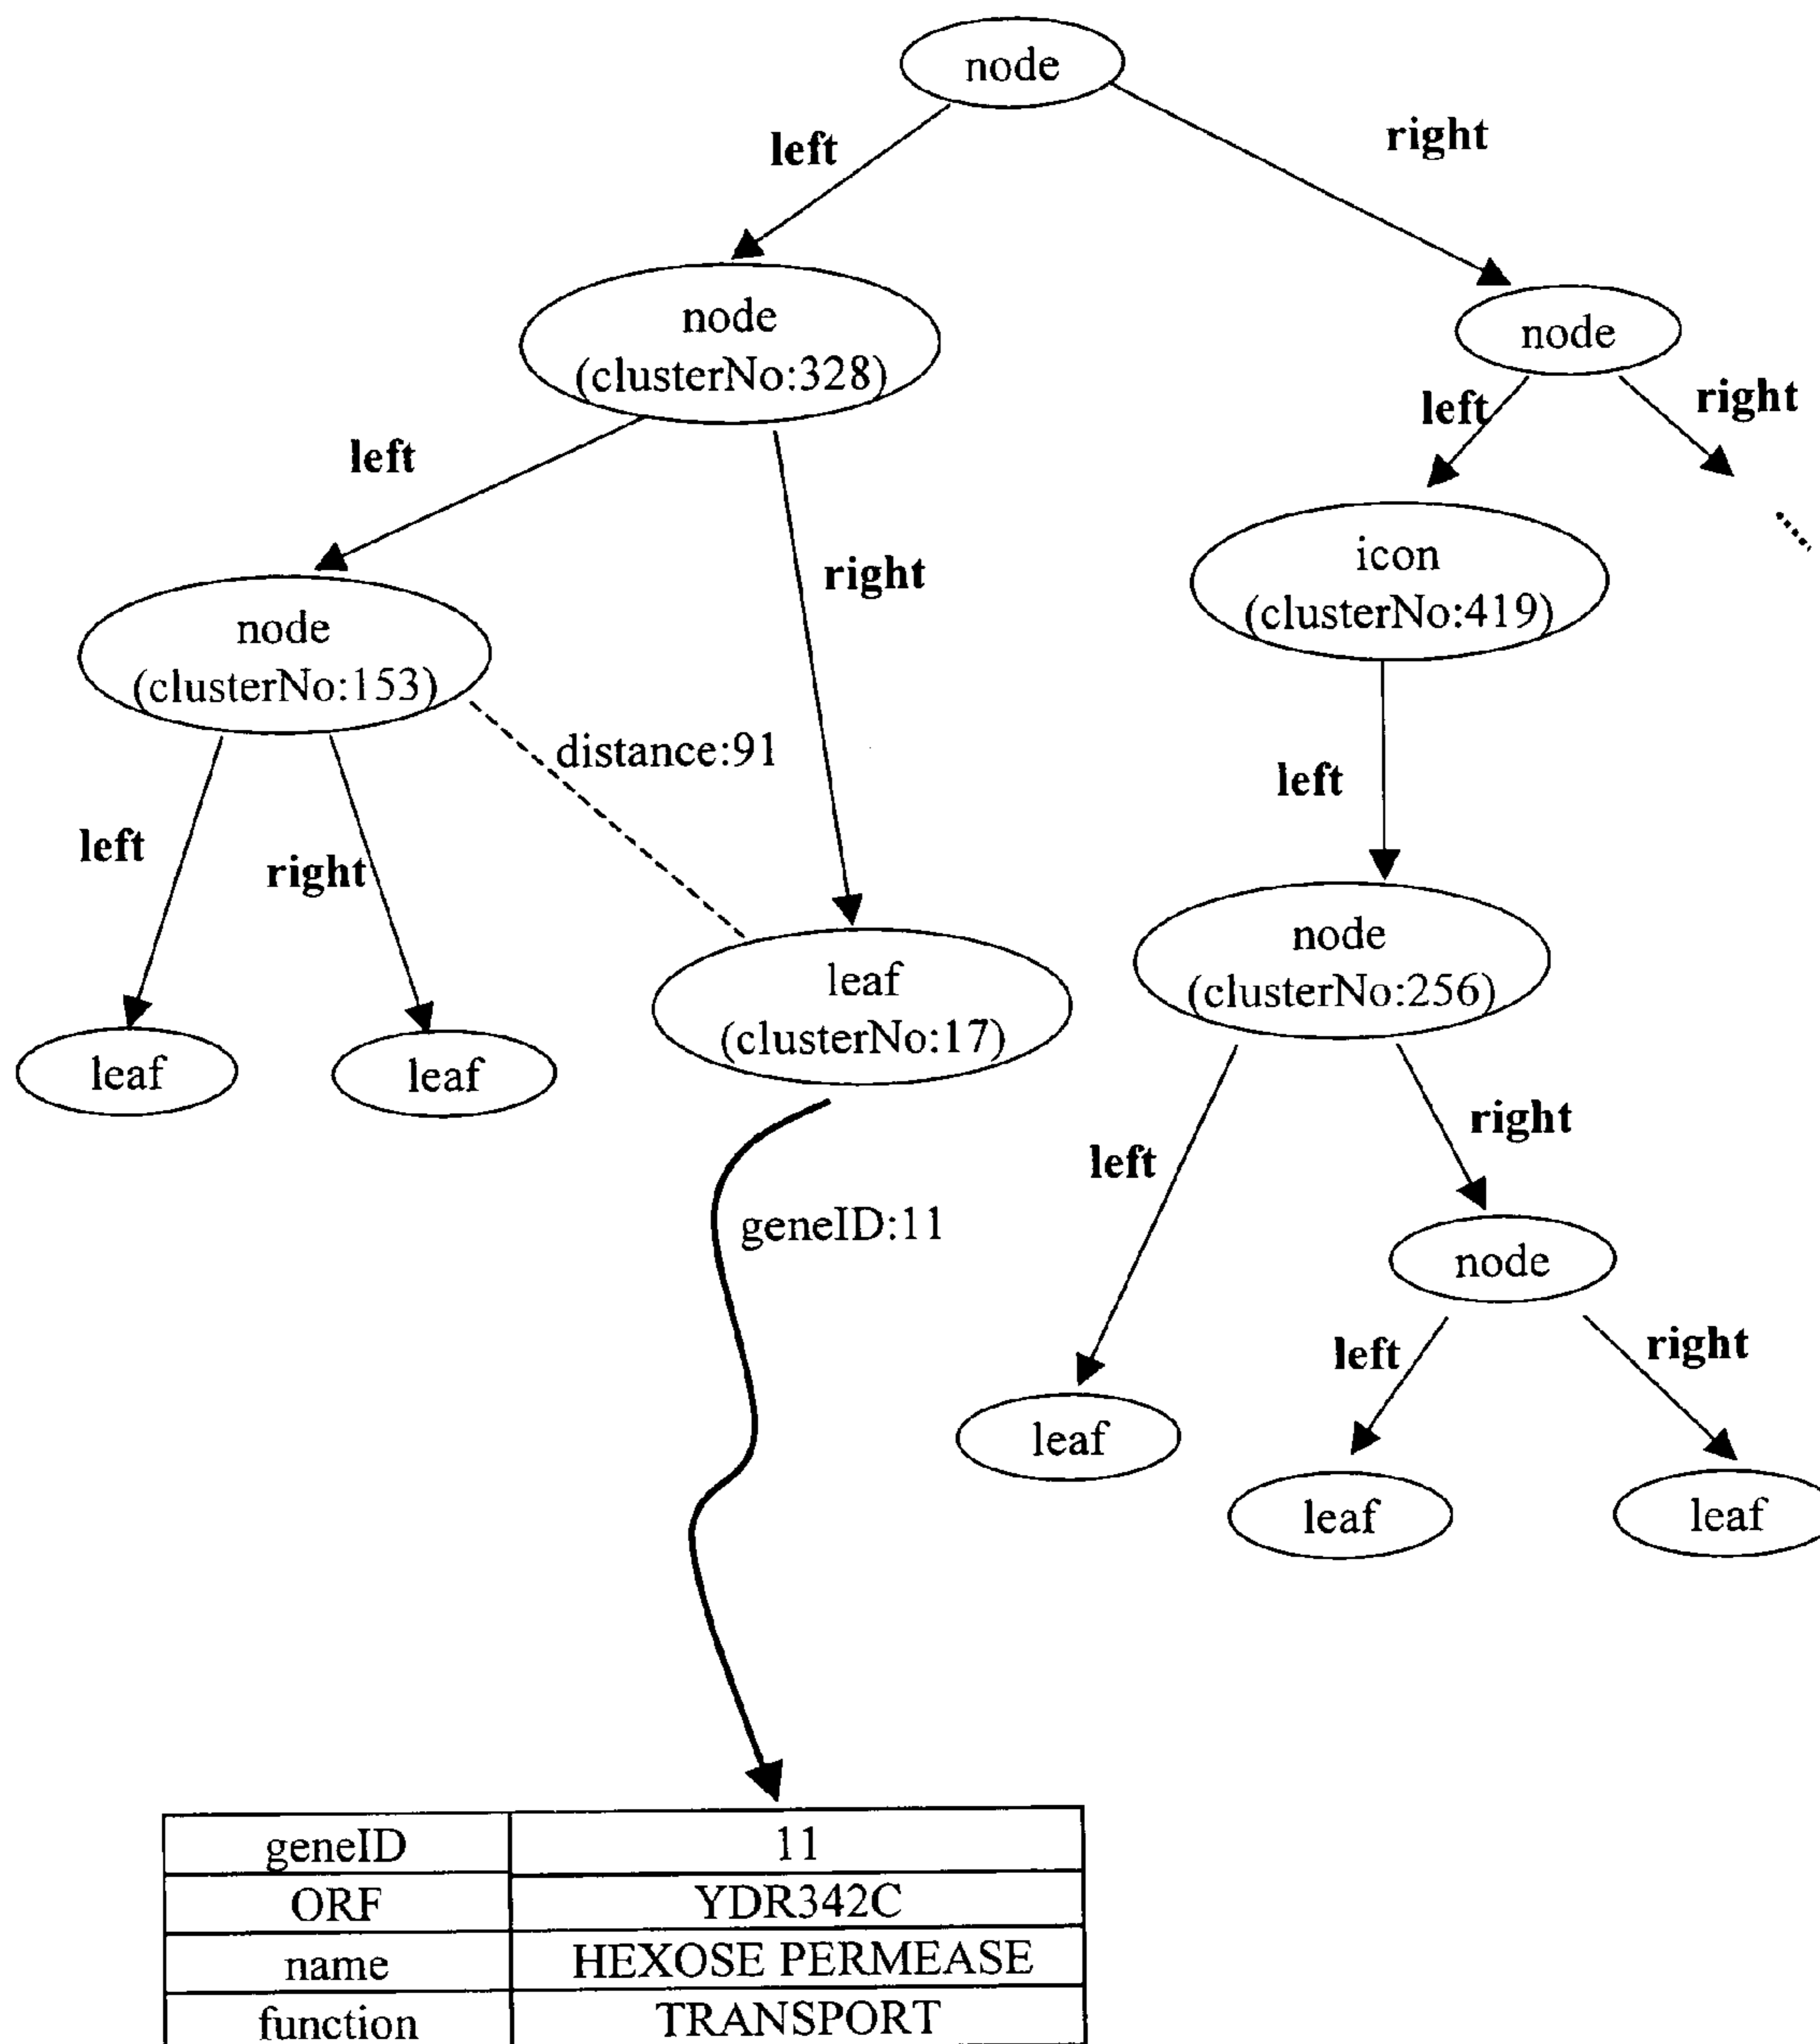 node
left
right
node
(clusterNo:328)
node
left
right
left
right
icon
(clusterNo:419)
node
(clusterNo:153)
distance:91
left
left
right
node
(clusterNo:256)
leaf
(clusterNo:17)
leaf
leaf
right
left
geneID:11
node
left
right
leaf
leaf
leaf
geneID 11
ORF YDR342C
name HEXOSE PERMEASE
function TRANSPORT